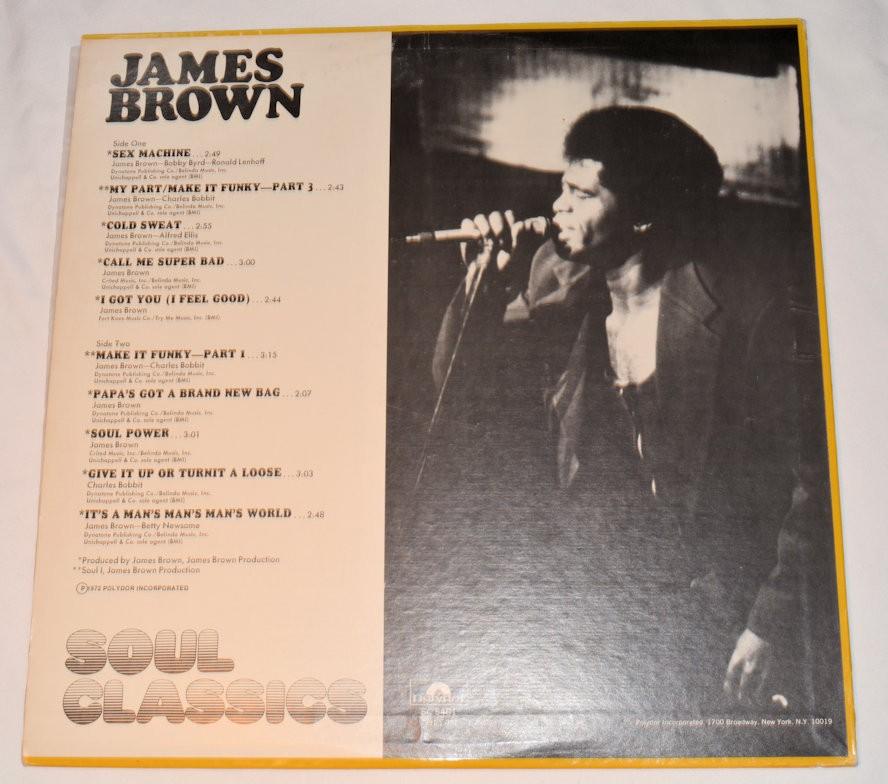 JAMES
BROWN
Side One
*SEX MACHINE...2:49
James Brown—Bobby Byrd—Ronald Lenhoff
Dynatone Publishing Co./Belinda Music, Inc.
Unichappell & Co. sole agent (BMI)
**MY PART/MAKE IT FUNKY—PART 3...2:43
James Brown—Charles Bobbit
Dynatone Publishing Co./Belinda Music, Inc.
Unichappell & Co. sole agent (BMI)
*COLD SWEAT...2:55
James Brown—Alfred Ellis
Dynatone Publishing Co./Belinda Music, Inc.
Unichappell & Co. sole agent (BMI)
*CALL ME SUPER BAD...3:00
James Brown
Crited Music, Inc./Belinda Music, Inc.
Unichappell & Co. sole agent (BMI)
*I GOT YOU (I FEEL GOOD)...2:44
James Brown
Fort Knox Music Co./Try Me Music, Inc. (BMI)
Side Two
**MAKE IT FUNKY—PART 1...3:15
James Brown—Charles Bobbit
Dynatone Publishing Co./Belinda Music, Inc.
Unichappell & Co. sole agent (BMI)
*PAPA'S GOT A BRAND NEW BAG...2:07
James Brown
Dynatone Publishing Co./Belinda Music, Inc.
Unichappell & Co. sole agent (BMI)
*SOUL POWER...3:01
James Brown
Crited Music, Inc./Belinda Music, Inc.
Unichappell & Co. sole agent (BMI)
*GIVE IT UP OR TURNIT A LOOSE...3:03
Charles Bobbit
Dynatone Publishing Co./Belinda Music, Inc.
Unichappell & Co. sole agent (BMI)
*IT'S A MAN'S MAN'S MAN'S WORLD...2:48
James Brown—Betty Newsome
Dynatone Publishing Co./Belinda Music, Inc.
Unichappell & Co. sole agent (BMI)
*Produced by James Brown, James Brown Production
**Soul I, James Brown Production
Ⓟ1972 POLYDOR INCORPORATED
SOUL
CLASSICS
Polydor Incorporated, 1700 Broadway, New York, N.Y. 10019